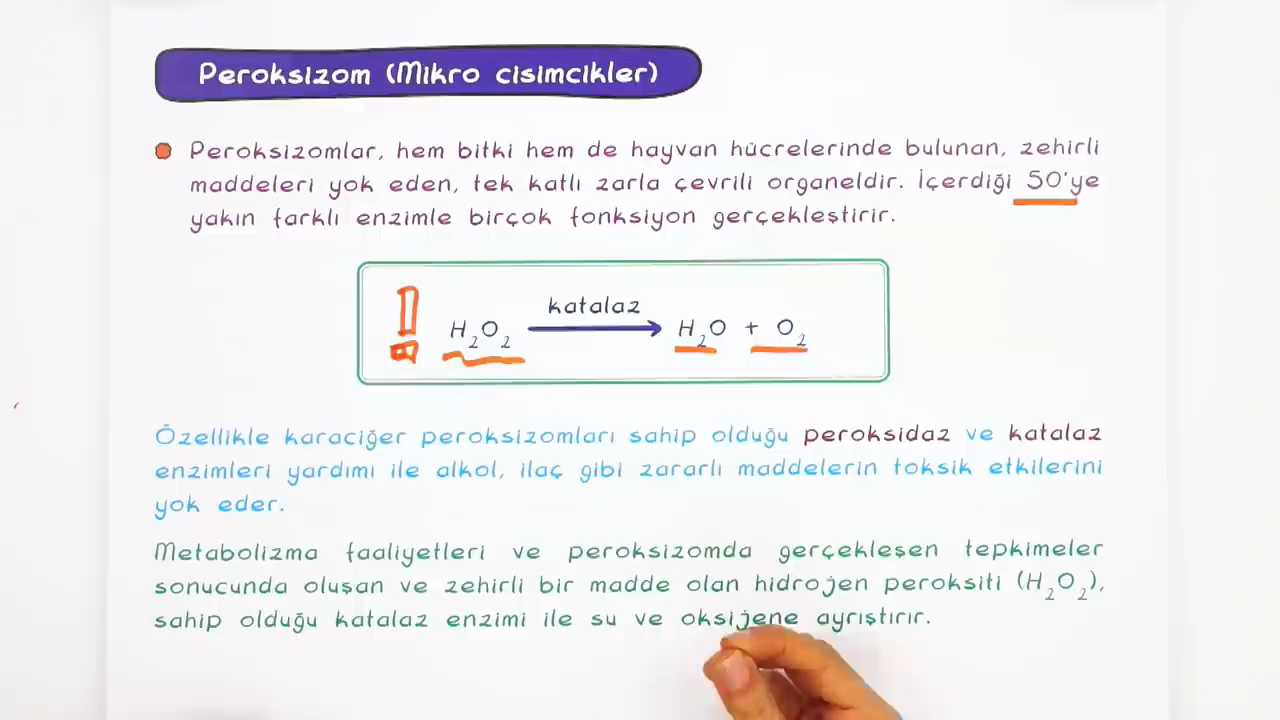 Peroksizom (Mikro cisimcikler)
Peroksizomlar, hem bitki hem de hayvan hücrelerinde bulunan, zehirli
maddeleri yok eden, tek katlı zarla çevrili organeldir. İçerdiği 50'ye
yakın farklı enzimle birçok fonksiyon gerçekleştirir.
katalaz
H₂O₂ → H₂O + O₂
Özellikle karaciğer peroksizomları sahip olduğu peroksidaz ve katalaz
enzimleri yardımı ile alkol, ilaç gibi zararlı maddelerin toksik etkilerini
yok eder.
Metabolizma faaliyetleri ve peroksizomda gerçekleşen tepkimeler
sonucunda oluşan ve zehirli bir madde olan hidrojen peroksiti (H₂O₂),
sahip olduğu katalaz enzimi ile su ve oksijene ayrıştırır.